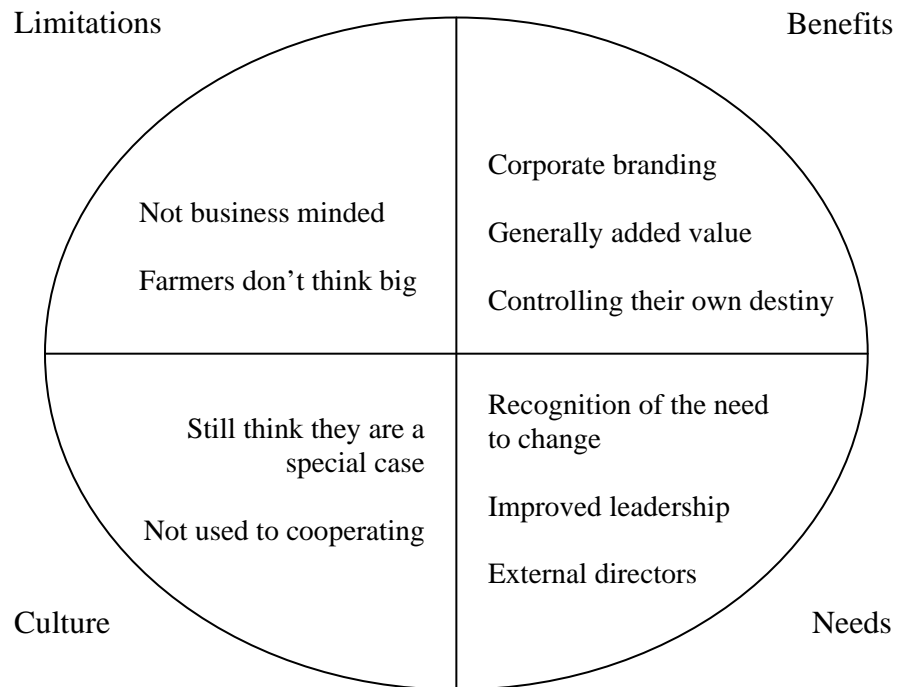 Limitations
Benefits
Not business minded
Farmers don’t think big
Corporate branding
Generally added value
Controlling their own destiny
Still think they are a
special case
Not used to cooperating
Recognition of the need
to change
Improved leadership
External directors
Culture
Needs